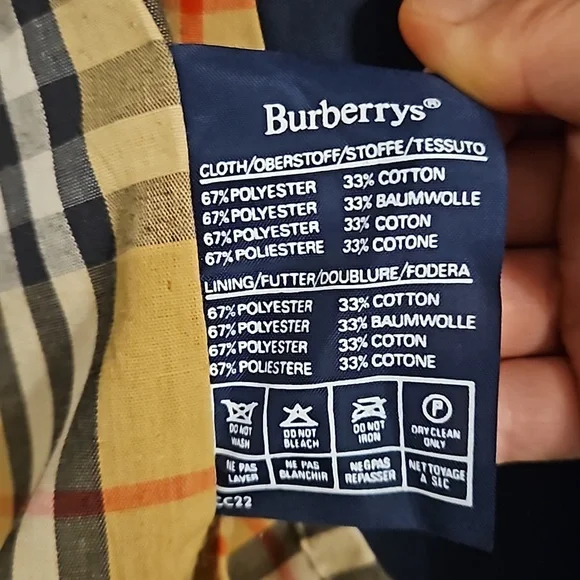 Burberrys®
CLOTH/OBERSTOFF/STOFFE/TESSUTO
67% POLYESTER 33% COTTON
67% POLYESTER 33% BAUMWOLLE
67% POLYESTER 33% COTON
67% POLIESTERE 33% COTONE
LINING/FUTTER/DOUBLURE/FODERA
67% POLYESTER 33% COTTON
67% POLYESTER 33% BAUMWOLLE
67% POLYESTER 33% COTON
67% POLIESTERE 33% COTONE
P
DO NOT WASH
DO NOT BLEACH
DO NOT IRON
DRY CLEAN ONLY
NE PAS LAVER
NE PAS BLANCHIR
NE PAS REPASSER
NETTOYAGE A SEC
CC22